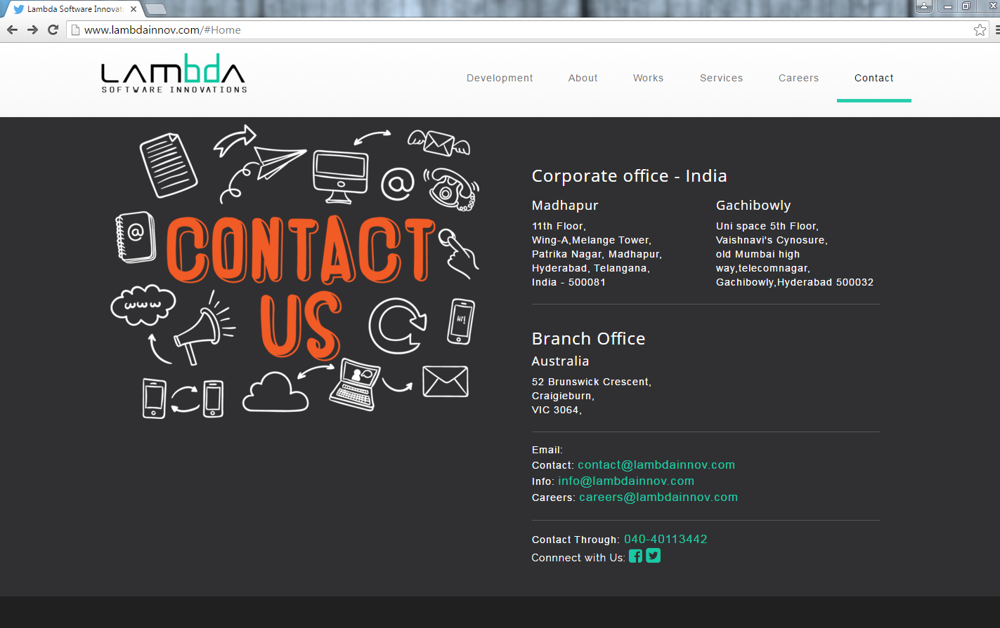 Lambda Software Innovati
www.lambdainnov.com/#Home
Lambda
SOFTWARE INNOVATIONS
Development
About
Works
Services
Careers
Contact
@
@
CONTACT
US
www
HI!
Corporate office - India
Madhapur
11th Floor,
Wing-A,Melange Tower,
Patrika Nagar, Madhapur,
Hyderabad, Telangana,
India - 500081
Gachibowly
Uni space 5th Floor,
Vaishnavi's Cynosure,
old Mumbai high
way,telecomnagar,
Gachibowly,Hyderabad 500032
Branch Office
Australia
52 Brunswick Crescent,
Craigieburn,
VIC 3064,
Email:
Contact: contact@lambdainnov.com
Info: info@lambdainnov.com
Careers: careers@lambdainnov.com
Contact Through: 040-40113442
Connnect with Us: